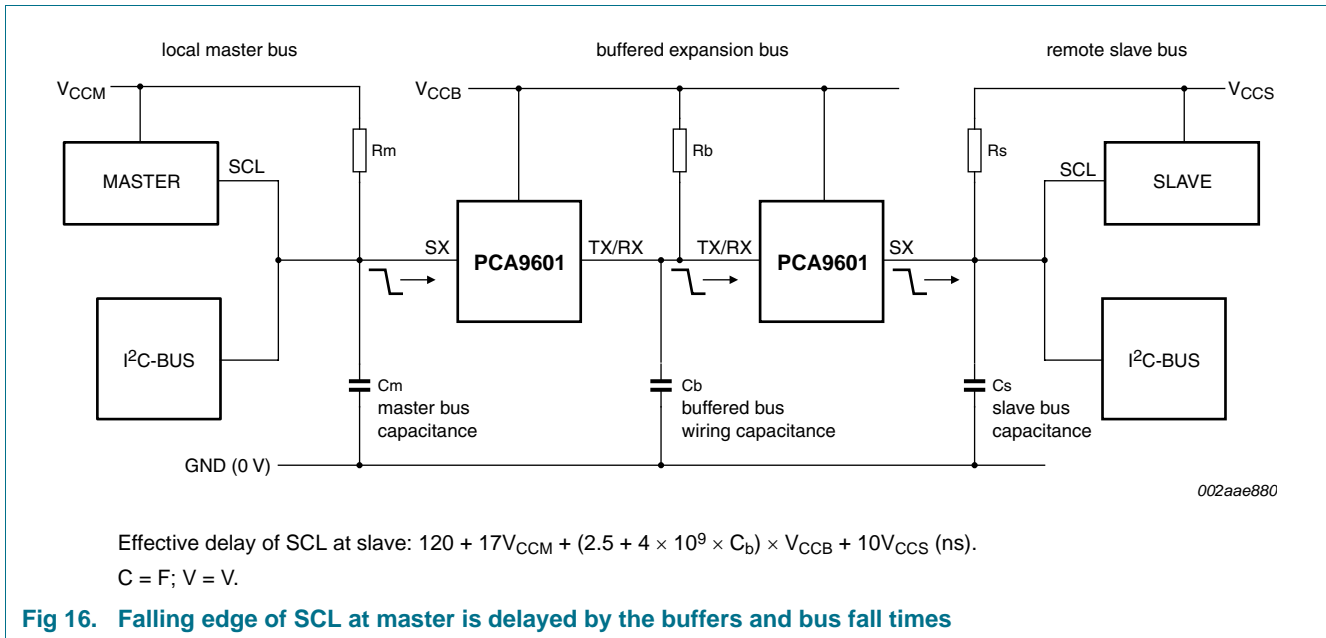 local master bus
buffered expansion bus
remote slave bus
VCCM
VCCB
VCCS
Rm
Rb
Rs
MASTER
SCL
SCL
SLAVE
SX
PCA9601
TX/RX
TX/RX
PCA9601
SX
I²C-BUS
I²C-BUS
Cm
master bus
capacitance
Cb
buffered bus
wiring capacitance
Cs
slave bus
capacitance
GND (0 V)
002aae880
Effective delay of SCL at slave: 120 + 17VCCM + (2.5 + 4 × 10⁹ × Cb) × VCCB + 10VCCS (ns).
C = F; V = V.
Fig 16. Falling edge of SCL at master is delayed by the buffers and bus fall times